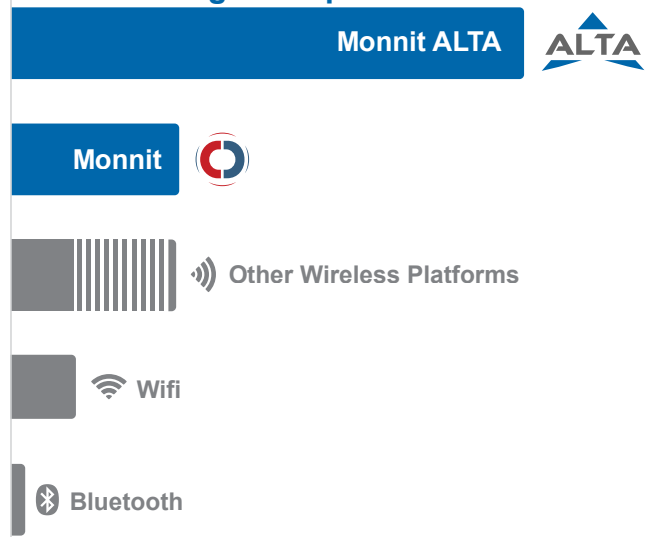 Monnit ALTA
ALTA
Monnit
Other Wireless Platforms
Wifi
Bluetooth